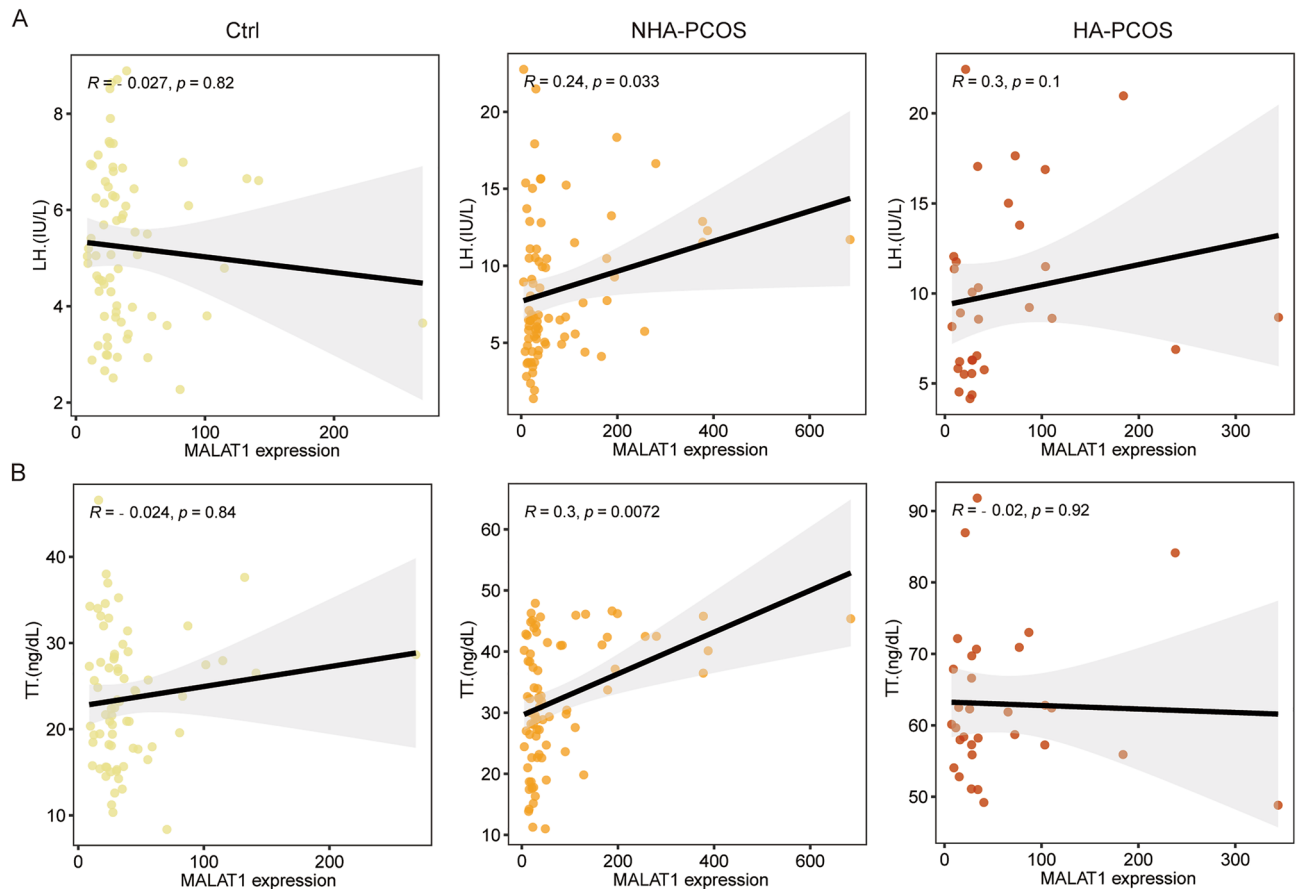 A
Ctrl
NHA-PCOS
HA-PCOS
R = - 0.027, p = 0.82
R = 0.24, p = 0.033
R = 0.3, p = 0.1
LH.(IU/L)
8
6
4
2
0
100
200
MALAT1 expression
LH.(IU/L)
20
15
10
5
0
200
400
600
MALAT1 expression
LH.(IU/L)
20
15
10
5
0
100
200
300
MALAT1 expression
B
R = - 0.024, p = 0.84
R = 0.3, p = 0.0072
R = - 0.02, p = 0.92
TT.(ng/dL)
40
30
20
10
0
100
200
MALAT1 expression
TT.(ng/dL)
60
50
40
30
20
10
0
200
400
600
MALAT1 expression
TT.(ng/dL)
90
80
70
60
50
0
100
200
300
MALAT1 expression